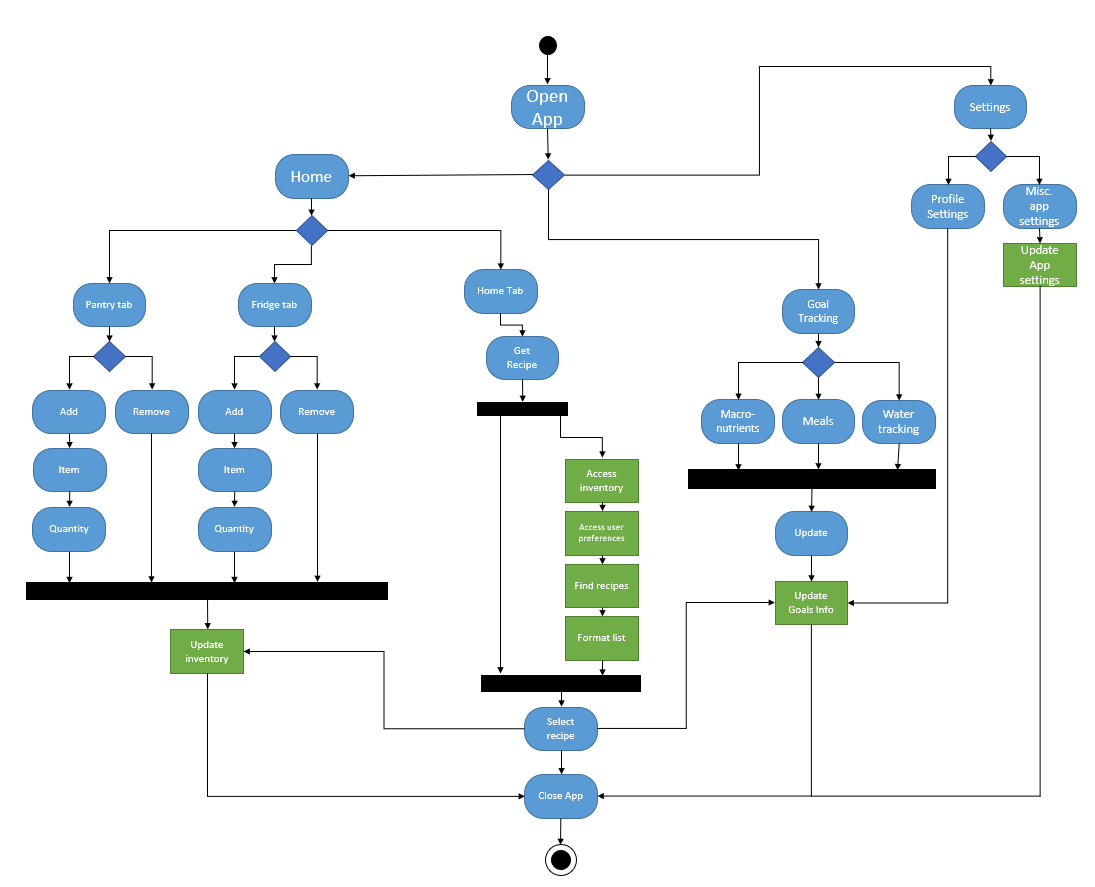 Open
App
Settings
Home
Profile
Settings
Misc.
app
settings
Update
App
settings
Pantry tab
Fridge tab
Home Tab
Goal
Tracking
Get
Recipe
Add
Remove
Add
Remove
Macro-
nutrients
Meals
Water
tracking
Item
Item
Access
inventory
Quantity
Quantity
Access user
preferences
Update
Find recipes
Update
Goals Info
Update
inventory
Format list
Select
recipe
Close App